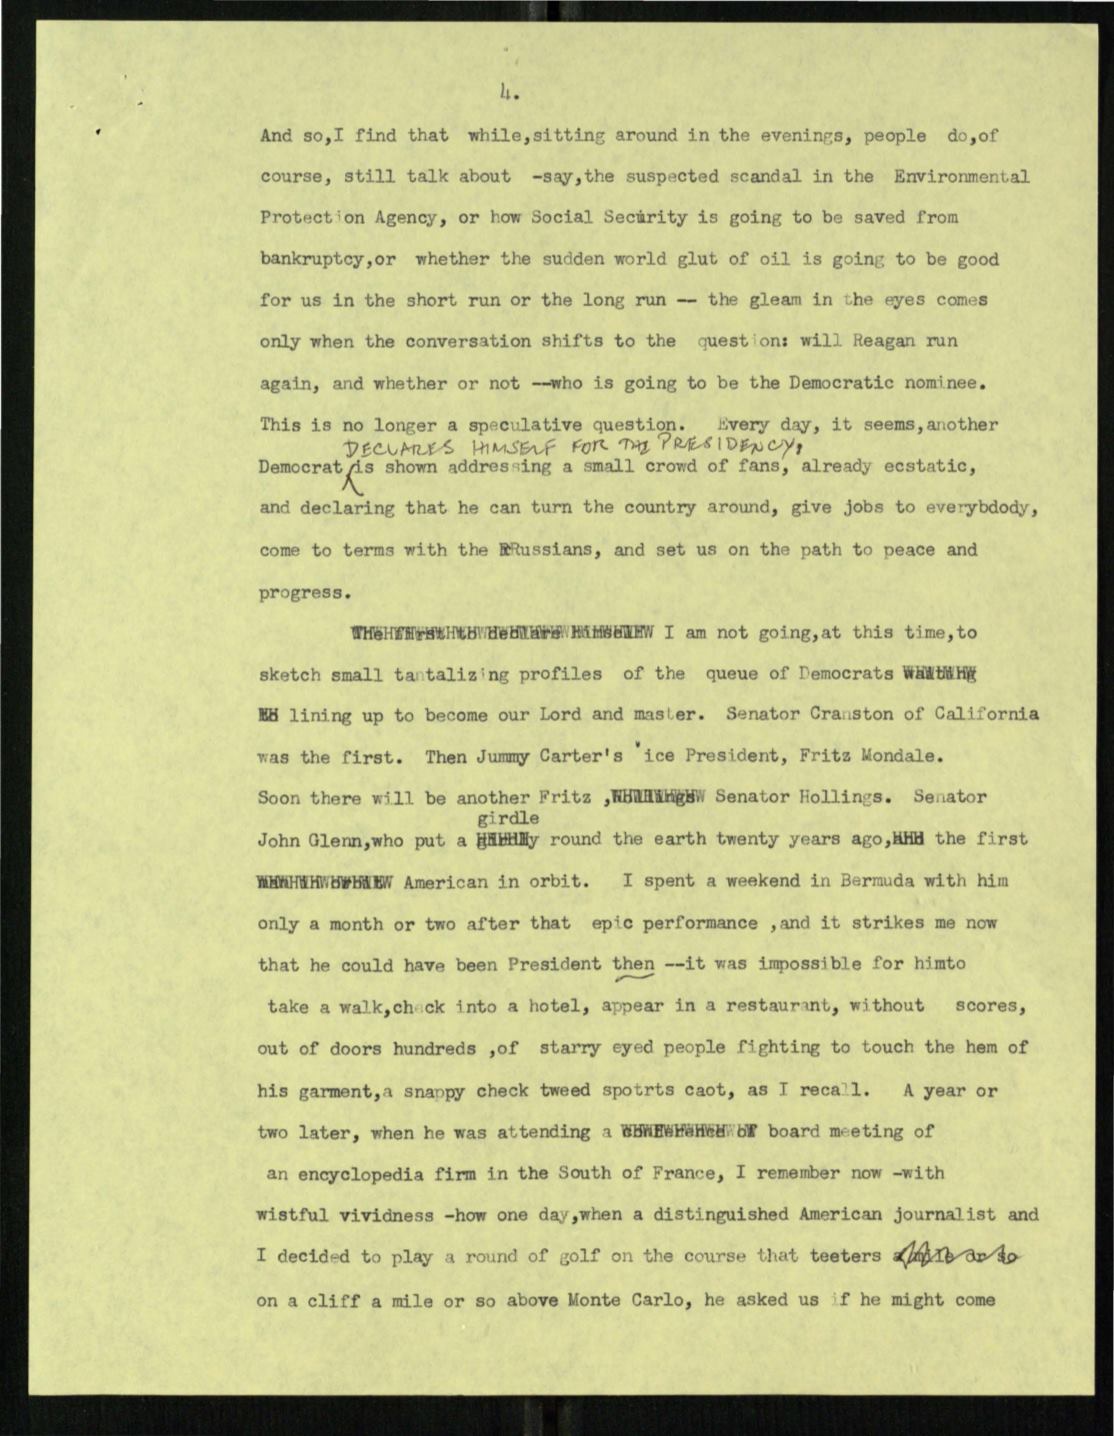 4.
And so,I find that while,sitting around in the evenings, people do,of
course, still talk about -say,the suspected scandal in the Environmental
Protection Agency, or how Social Security is going to be saved from
bankruptcy,or whether the sudden world glut of oil is going to be good
for us in the short run or the long run -- the gleam in the eyes comes
only when the conversation shifts to the question: will Reagan run
again, and whether or not --who is going to be the Democratic nominee.
This is no longer a speculative question. Every day, it seems,another
DECLARES HIMSELF FOR THE PRESIDENCY,
Democrat is shown addressing a small crowd of fans, already ecstatic,
and declaring that he can turn the country around, give jobs to everybdody,
come to terms with the RRussians, and set us on the path to peace and
progress.
The first to declare himself I am not going,at this time,to
sketch small tantalizing profiles of the queue of Democrats waiting
lining up to become our Lord and master. Senator Cranston of California
was the first. Then Jummy Carter's Vice President, Fritz Mondale.
Soon there will be another Fritz ,Hollings Senator Hollings. Senator
girdle
John Glenn,who put a round the earth twenty years ago, the first
American in orbit. I spent a weekend in Bermuda with him
only a month or two after that epic performance ,and it strikes me now
that he could have been President then --it was impossible for himto
take a walk,check into a hotel, appear in a restaurant, without scores,
out of doors hundreds ,of starry eyed people fighting to touch the hem of
his garment,a snappy check tweed spotrts caot, as I recall. A year or
two later, when he was attending a conference of board meeting of
an encyclopedia firm in the South of France, I remember now -with
wistful vividness -how one day,when a distinguished American journalist and
I decided to play a round of golf on the course that teeters a mile or so
on a cliff a mile or so above Monte Carlo, he asked us if he might come